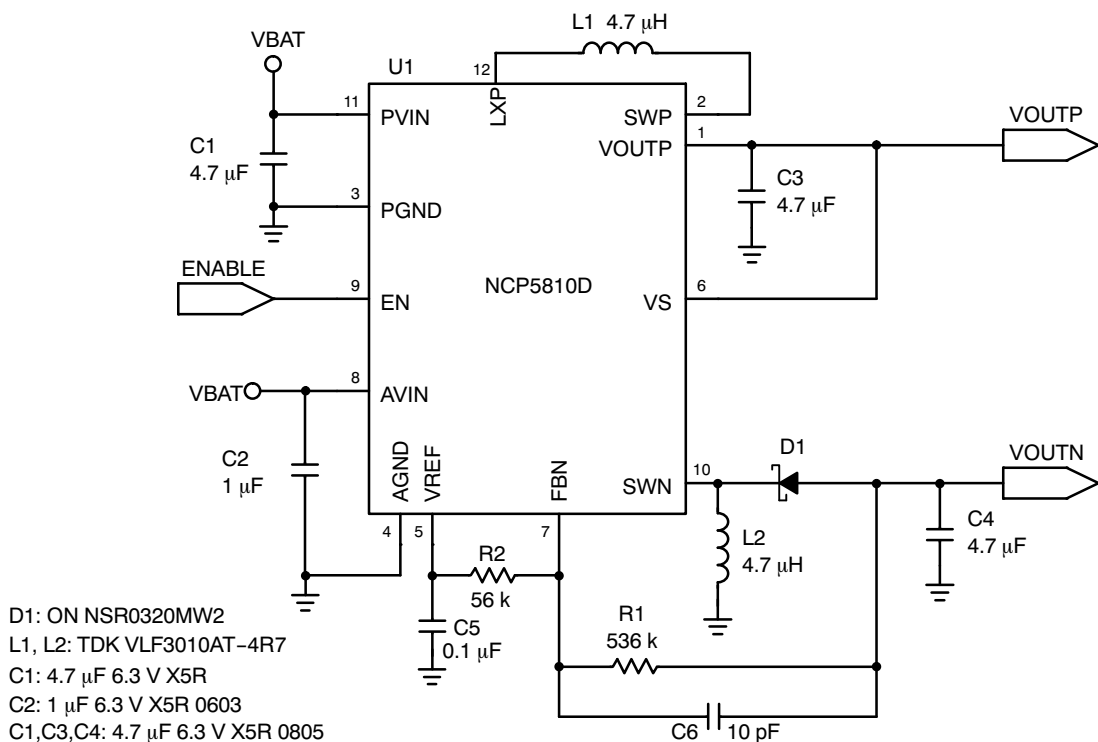 L1 4.7 μH
VBAT
U1
12
LXP
11
PVIN
2
SWP
VOUTP
1
VOUTP
C1
4.7 μF
C3
4.7 μF
3
PGND
ENABLE
NCP5810D
9
EN
6
VS
VBAT
8
AVIN
C2
1 μF
AGND
VREF
FBN
10
SWN
D1
VOUTN
4
5
7
L2
4.7 μH
C4
4.7 μF
R2
56 k
C5
0.1 μF
R1
536 k
C6
10 pF
D1: ON NSR0320MW2
L1, L2: TDK VLF3010AT−4R7
C1: 4.7 μF 6.3 V X5R
C2: 1 μF 6.3 V X5R 0603
C1,C3,C4: 4.7 μF 6.3 V X5R 0805